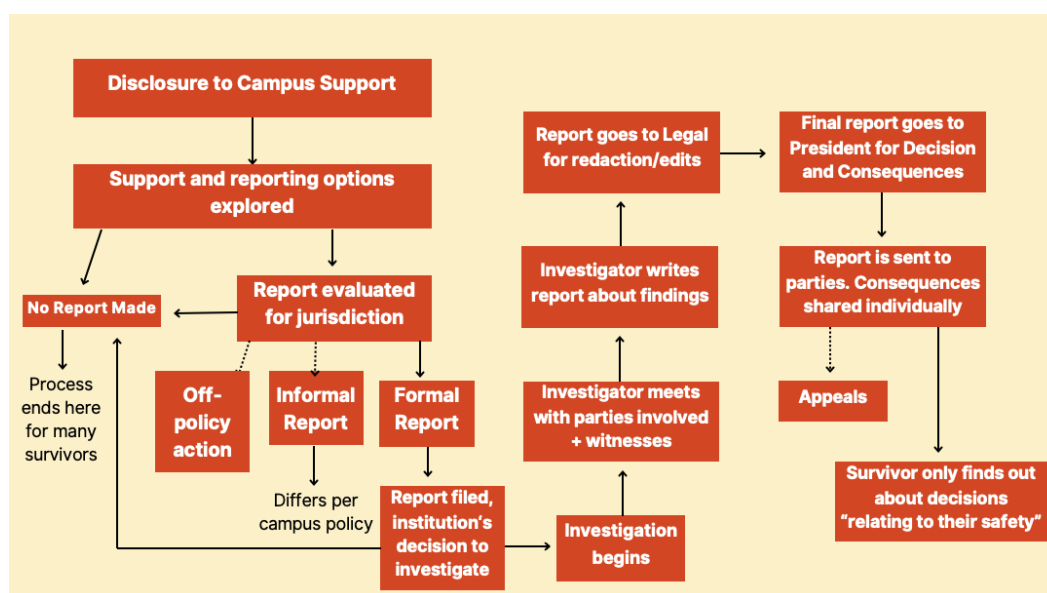 Disclosure to Campus Support
Support and reporting options
explored
No Report Made
Process
ends here
for many
survivors
Report evaluated
for jurisdiction
Off-
policy
action
Informal
Report
Differs per
campus policy
Formal
Report
Report filed,
institution's
decision to
investigate
Investigation
begins
Investigator meets
with parties involved
+ witnesses
Investigator writes
report about findings
Report goes to Legal
for redaction/edits
Final report goes to
President for Decision
and Consequences
Report is sent to
parties. Consequences
shared individually
Appeals
Survivor only finds out
about decisions
“relating to their safety”